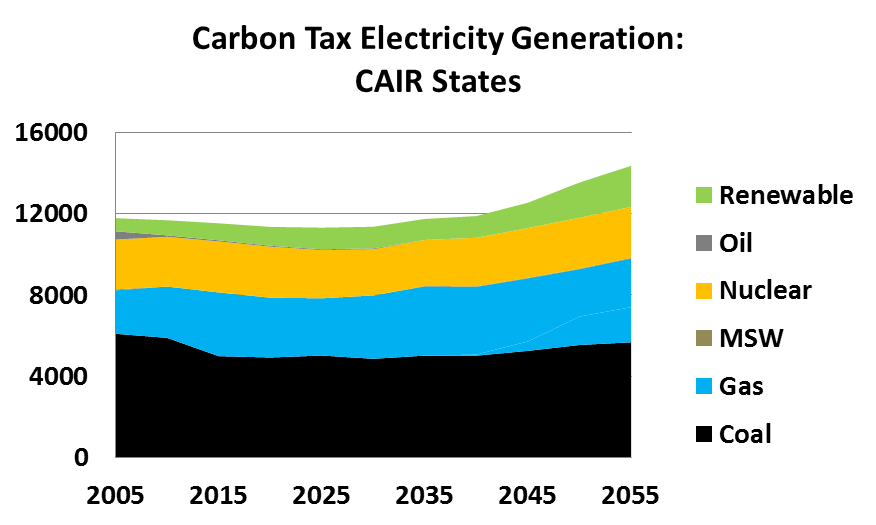 Carbon Tax Electricity Generation:
CAIR States
16000
12000
8000
4000
0
2005 2015 2025 2035 2045 2055
Renewable
Oil
Nuclear
MSW
Gas
Coal